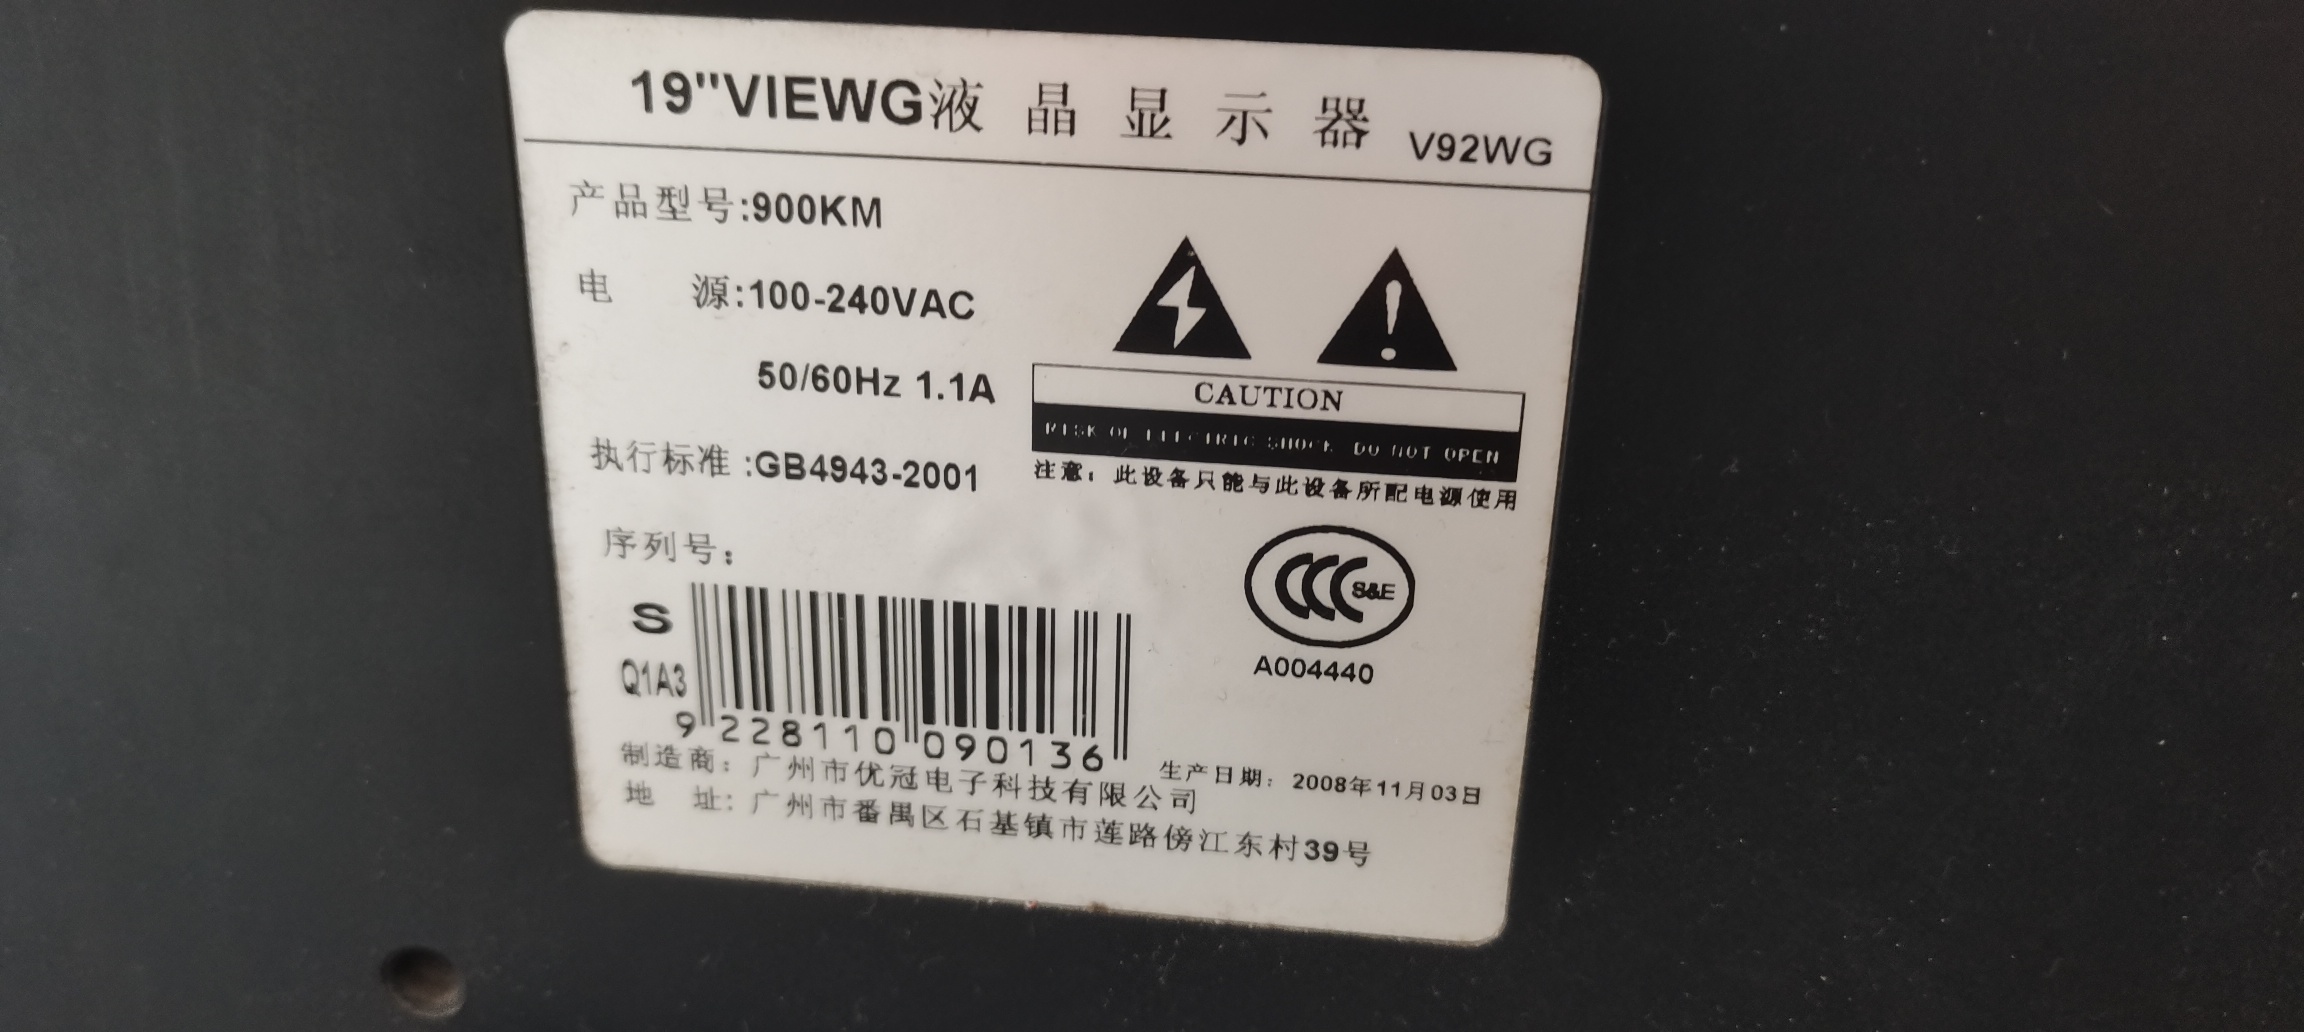 19"VIEWG液晶显示器 V92WG
产品型号:900KM
电 源:100-240VAC
50/60Hz 1.1A
执行标准:GB4943-2001
序列号:
S
Q1A3
9 228110 090136
CAUTION
RISK OF ELECTRIC SHOCK DO NOT OPEN
注意：此设备只能与此设备所配电源使用
CCC S&E
A004440
制造商：广州市优冠电子科技有限公司
生产日期：2008年11月03日
地 址：广州市番禺区石基镇市莲路傍江东村39号